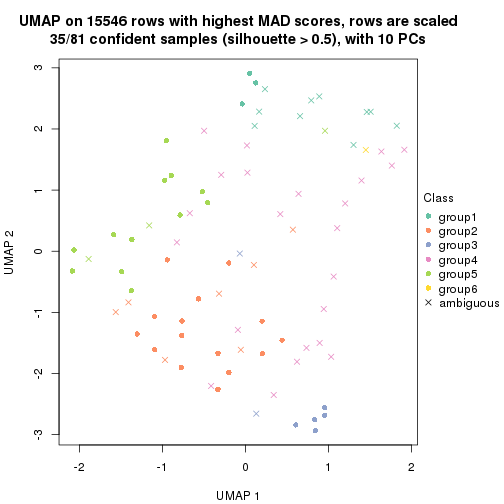 UMAP on 15546 rows with highest MAD scores, rows are scaled
35/81 confident samples (silhouette > 0.5), with 10 PCs
3
2
1
0
-1
-2
-3
UMAP 2
-2
-1
0
1
2
UMAP 1
Class
group1
group2
group3
group4
group5
group6
ambiguous